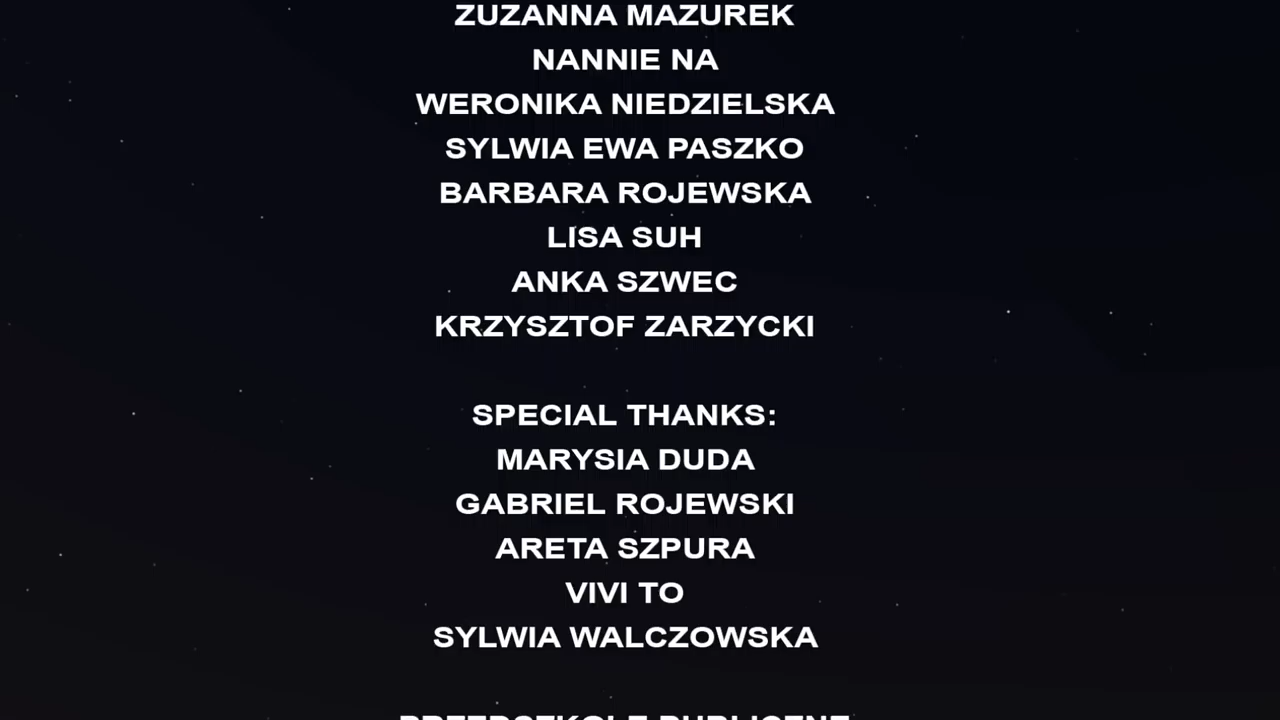 ZUZANNA MAZUREK
NANNIE NA
WERONIKA NIEDZIELSKA
SYLWIA EWA PASZKO
BARBARA ROJEWSKA
LISA SUH
ANKA SZWEC
KRZYSZTOF ZARZYCKI
SPECIAL THANKS:
MARYSIA DUDA
GABRIEL ROJEWSKI
ARETA SZPURA
VIVI TO
SYLWIA WALCZOWSKA